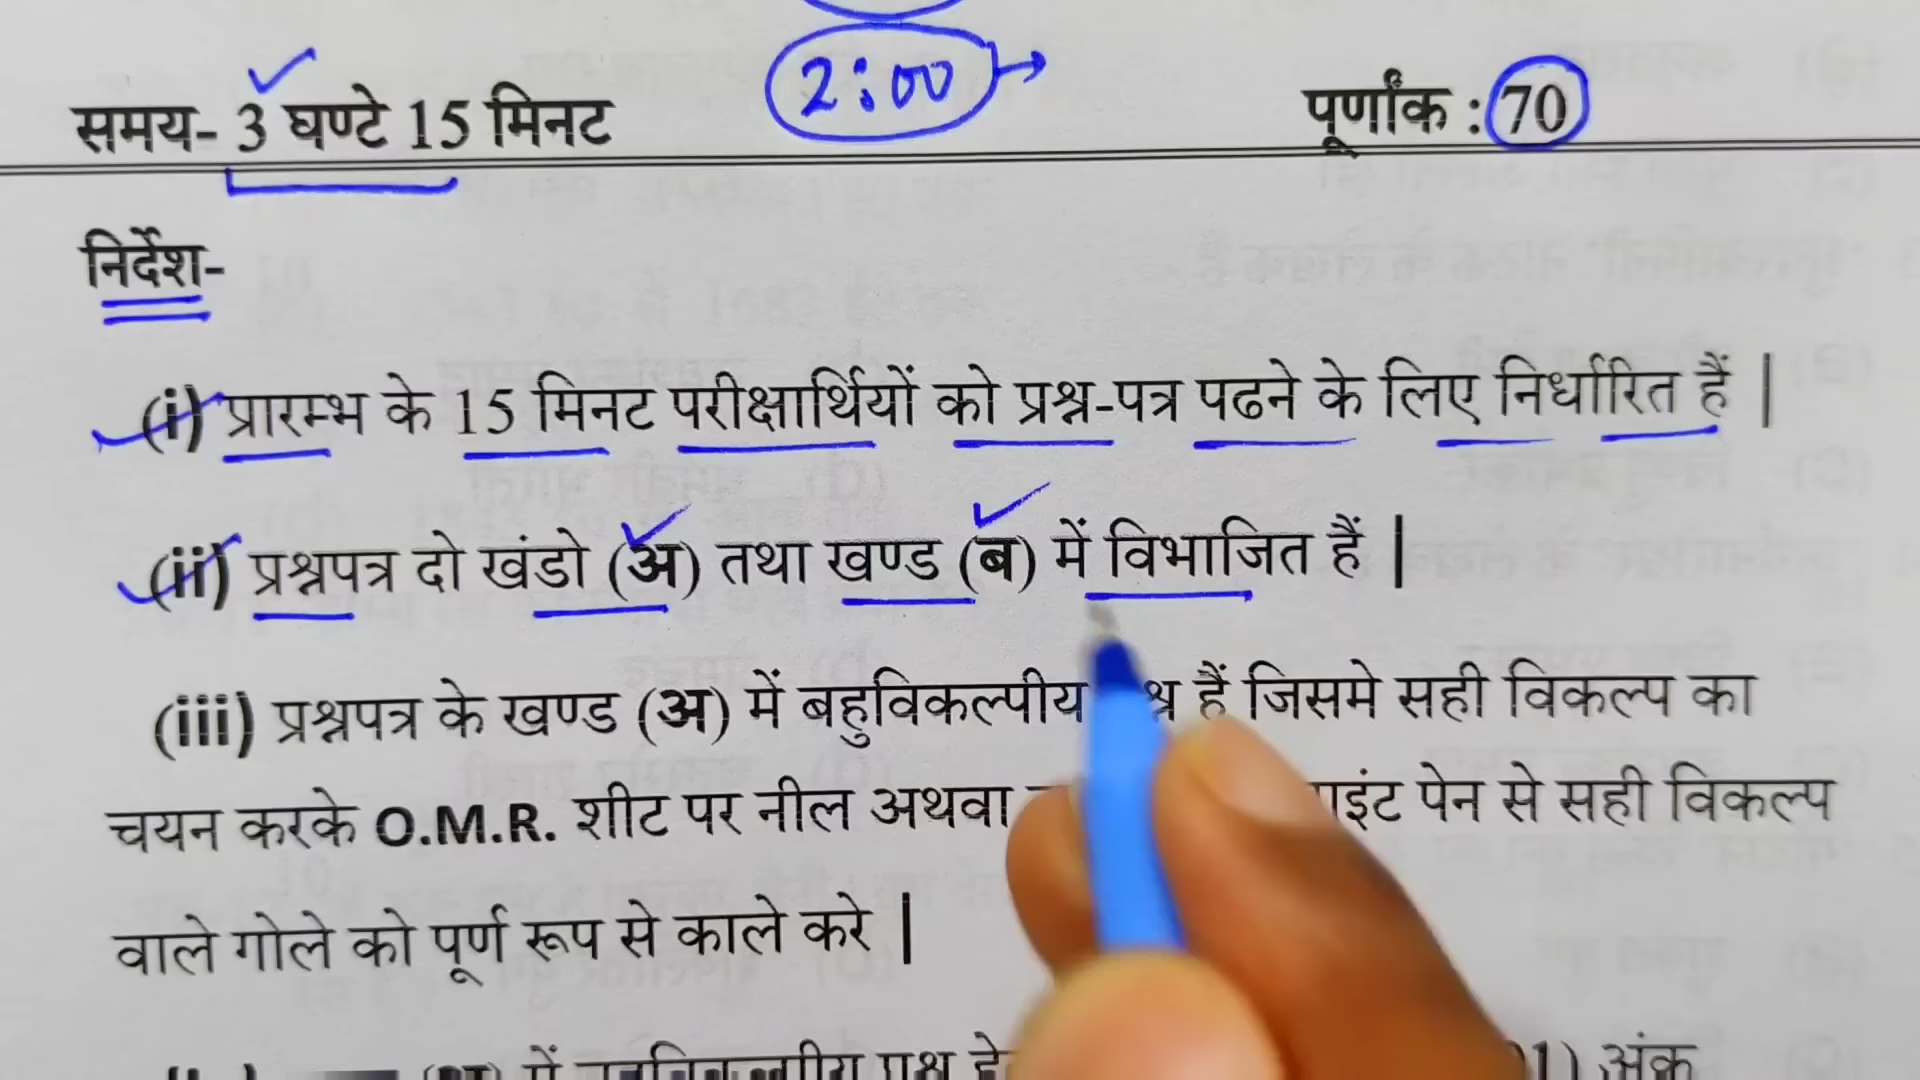 2:00
समय- 3 घण्टे 15 मिनट पूर्णांक : 70
निर्देश-
(i) प्रारम्भ के 15 मिनट परीक्षार्थियों को प्रश्न-पत्र पढने के लिए निर्धारित हैं |
(ii) प्रश्नपत्र दो खंडो (अ) तथा खण्ड (ब) में विभाजित हैं |
(iii) प्रश्नपत्र के खण्ड (अ) में बहुविकल्पीय हैं जिसमे सही विकल्प का
चयन करके O.M.R. शीट पर नील अथवा पेन से सही विकल्प
वाले गोले को पूर्ण रूप से काले करे |
में अंक